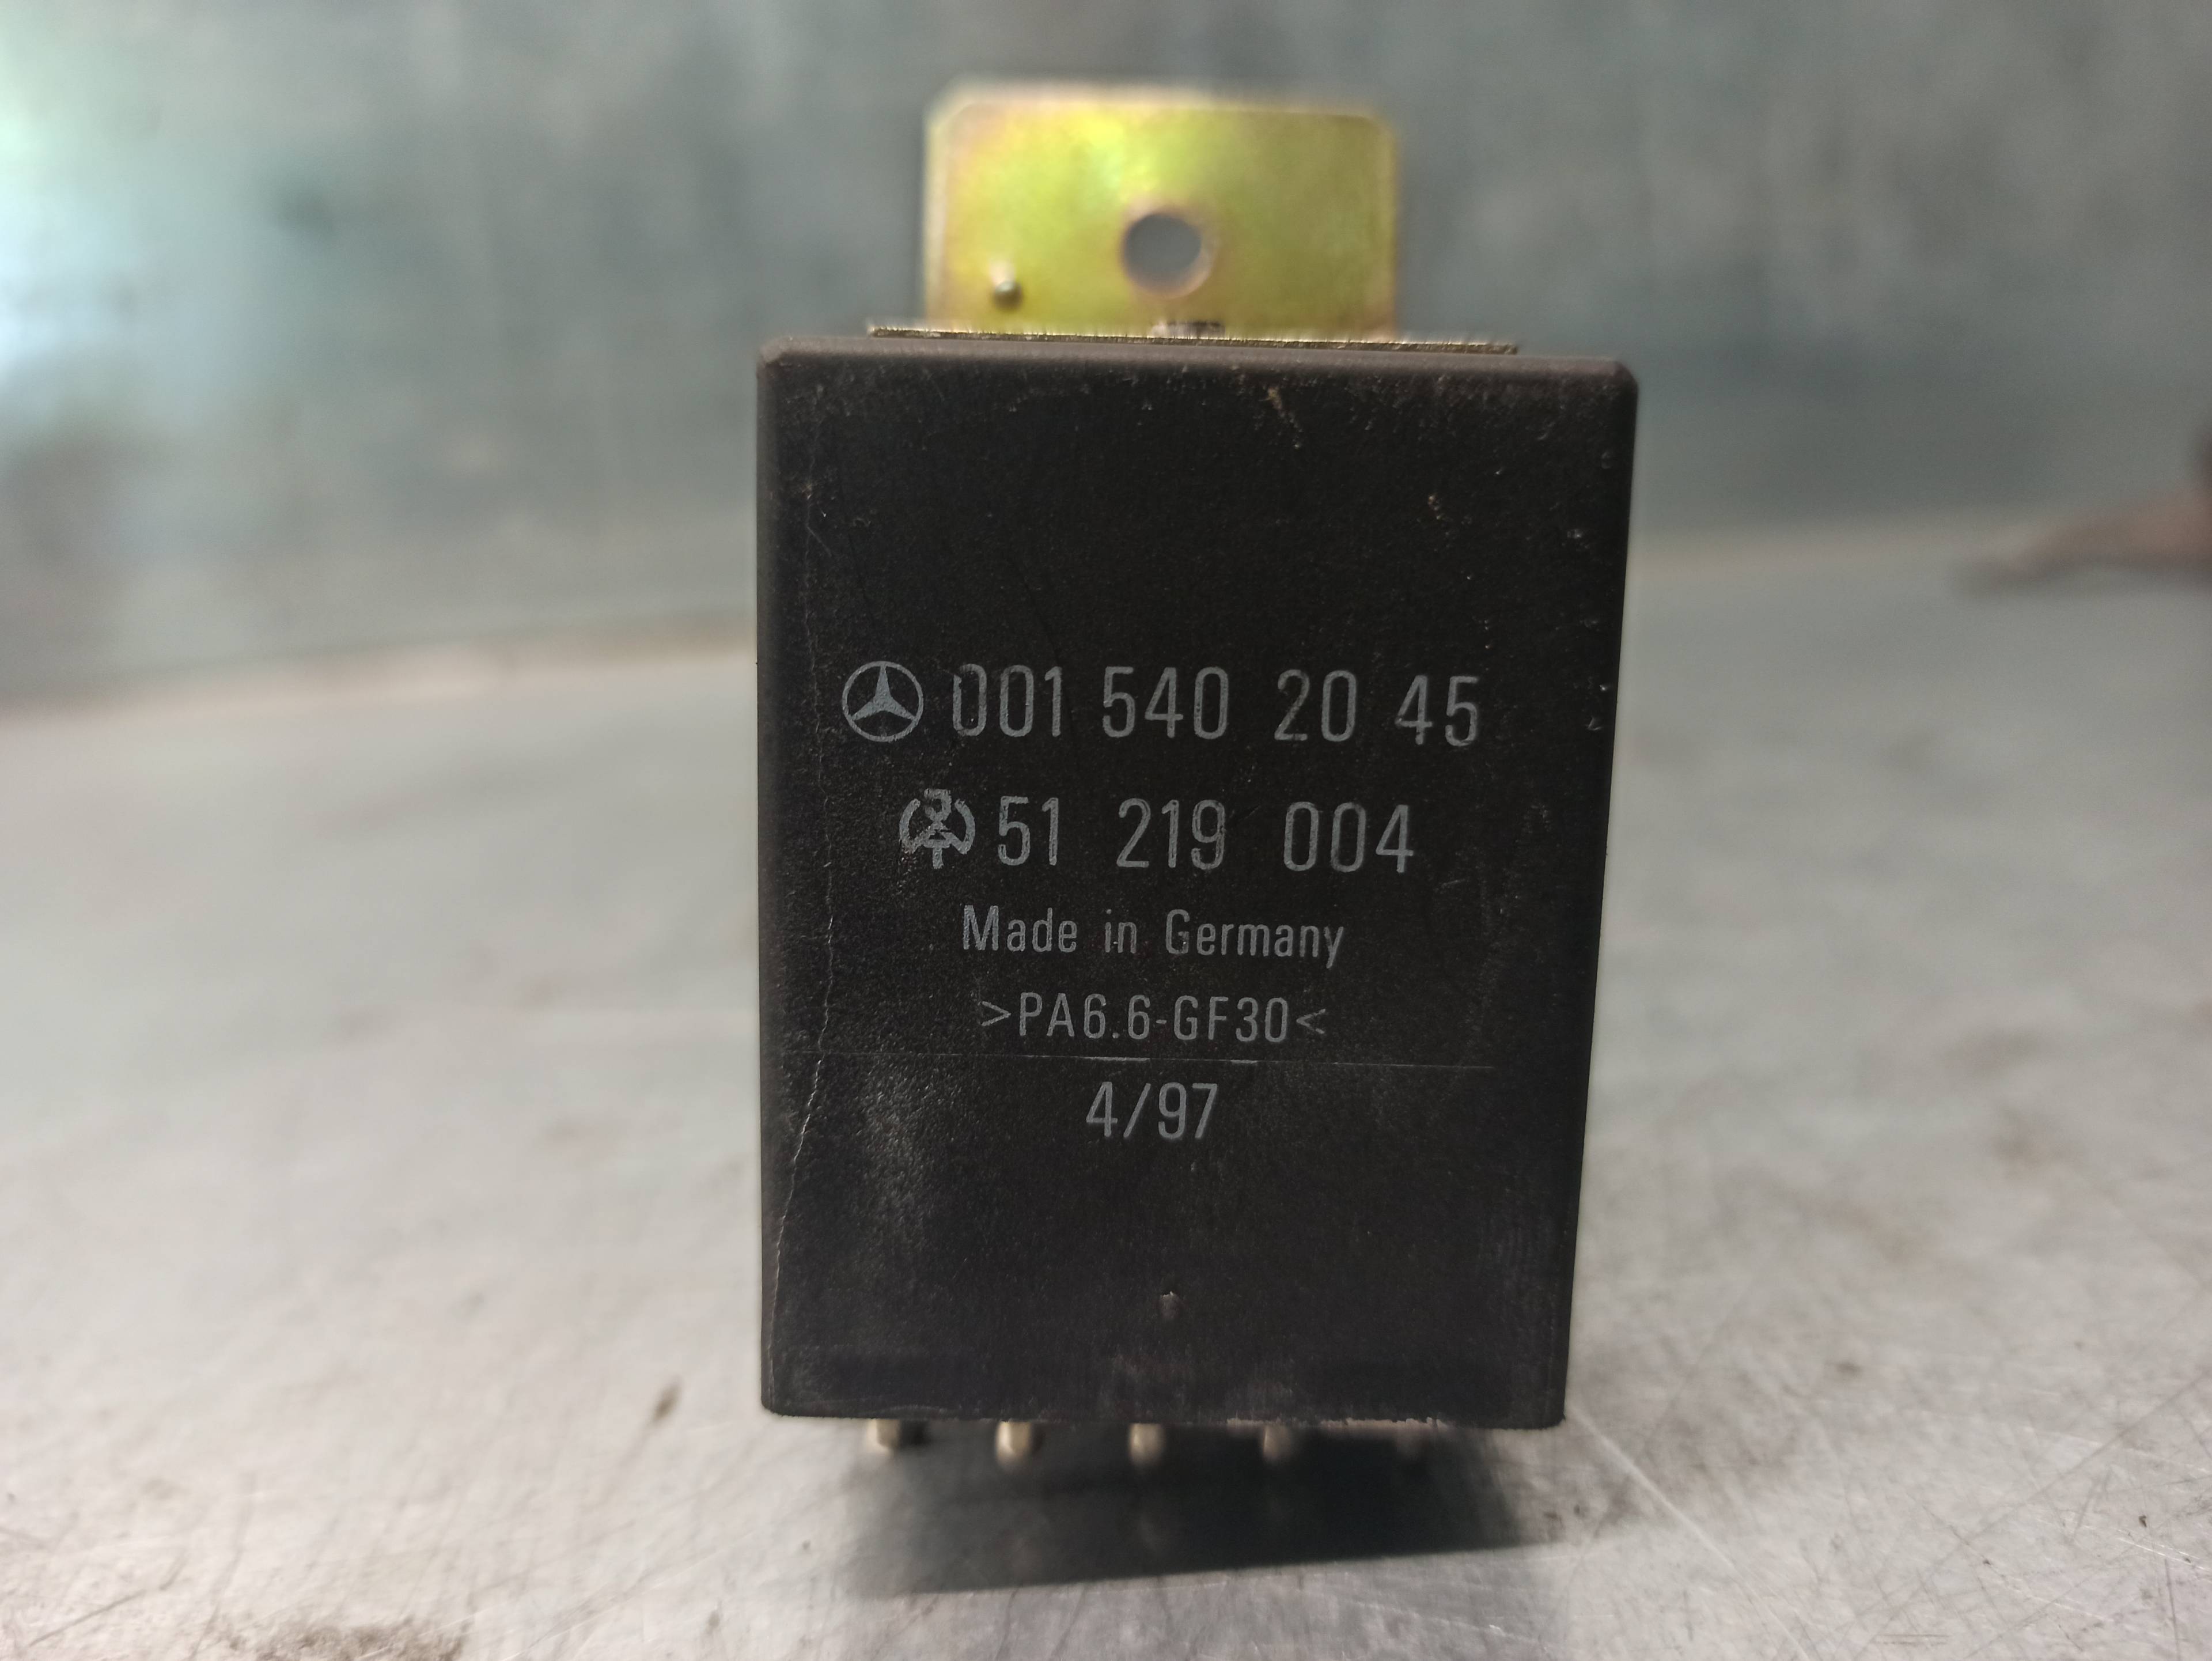 001 540 20 45
51 219 004
Made in Germany
>PA6.6-GF30<
4/97